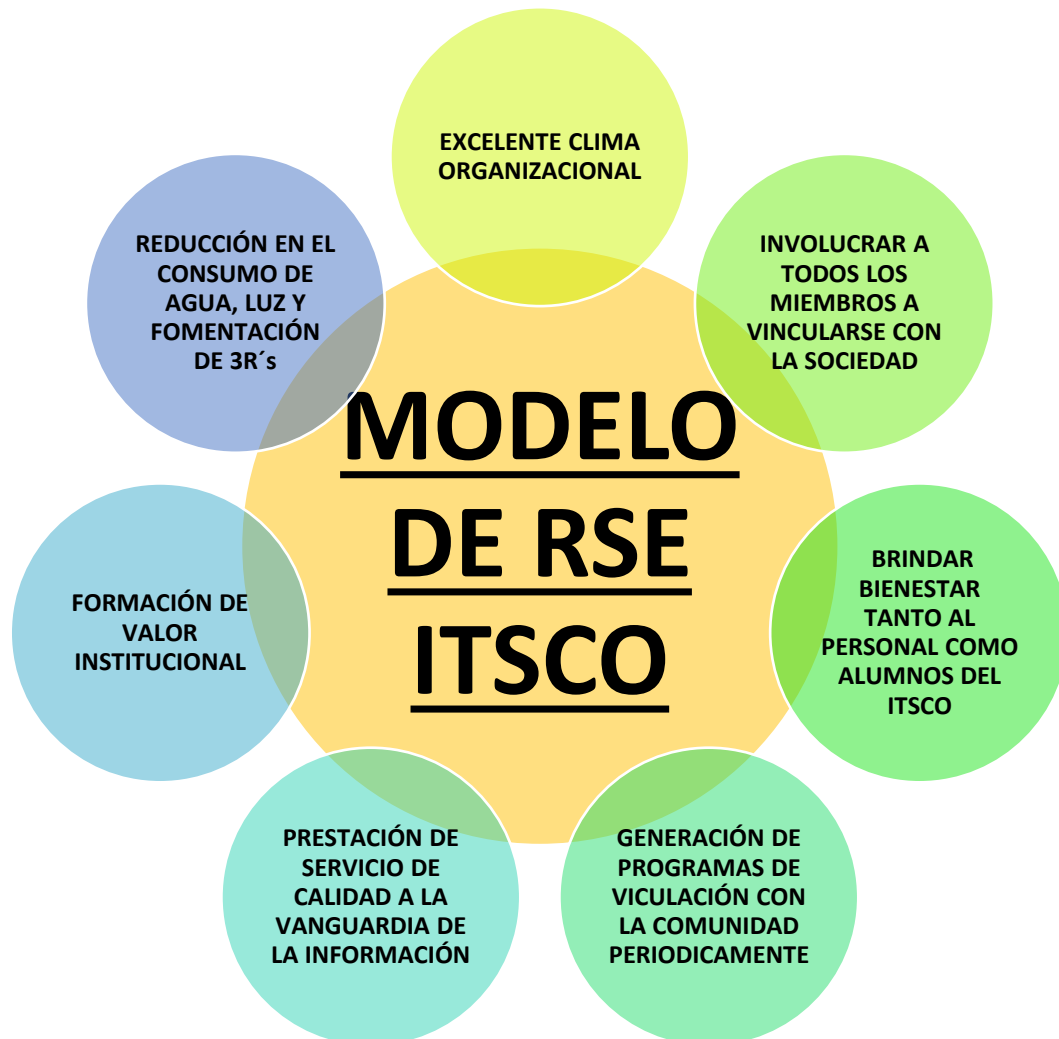 EXCELENTE CLIMA
ORGANIZACIONAL
INVOLUCRAR A
TODOS LOS
MIEMBROS A
VINCULARSE CON
LA SOCIEDAD
BRINDAR
BIENESTAR
TANTO AL
PERSONAL COMO
ALUMNOS DEL
ITSCO
GENERACIÓN DE
PROGRAMAS DE
VICULACIÓN CON
LA COMUNIDAD
PERIODICAMENTE
PRESTACIÓN DE
SERVICIO DE
CALIDAD A LA
VANGUARDIA DE
LA INFORMACIÓN
FORMACIÓN DE
VALOR
INSTITUCIONAL
REDUCCIÓN EN EL
CONSUMO DE
AGUA, LUZ Y
FOMENTACIÓN
DE 3R´s
MODELO
DE RSE
ITSCO